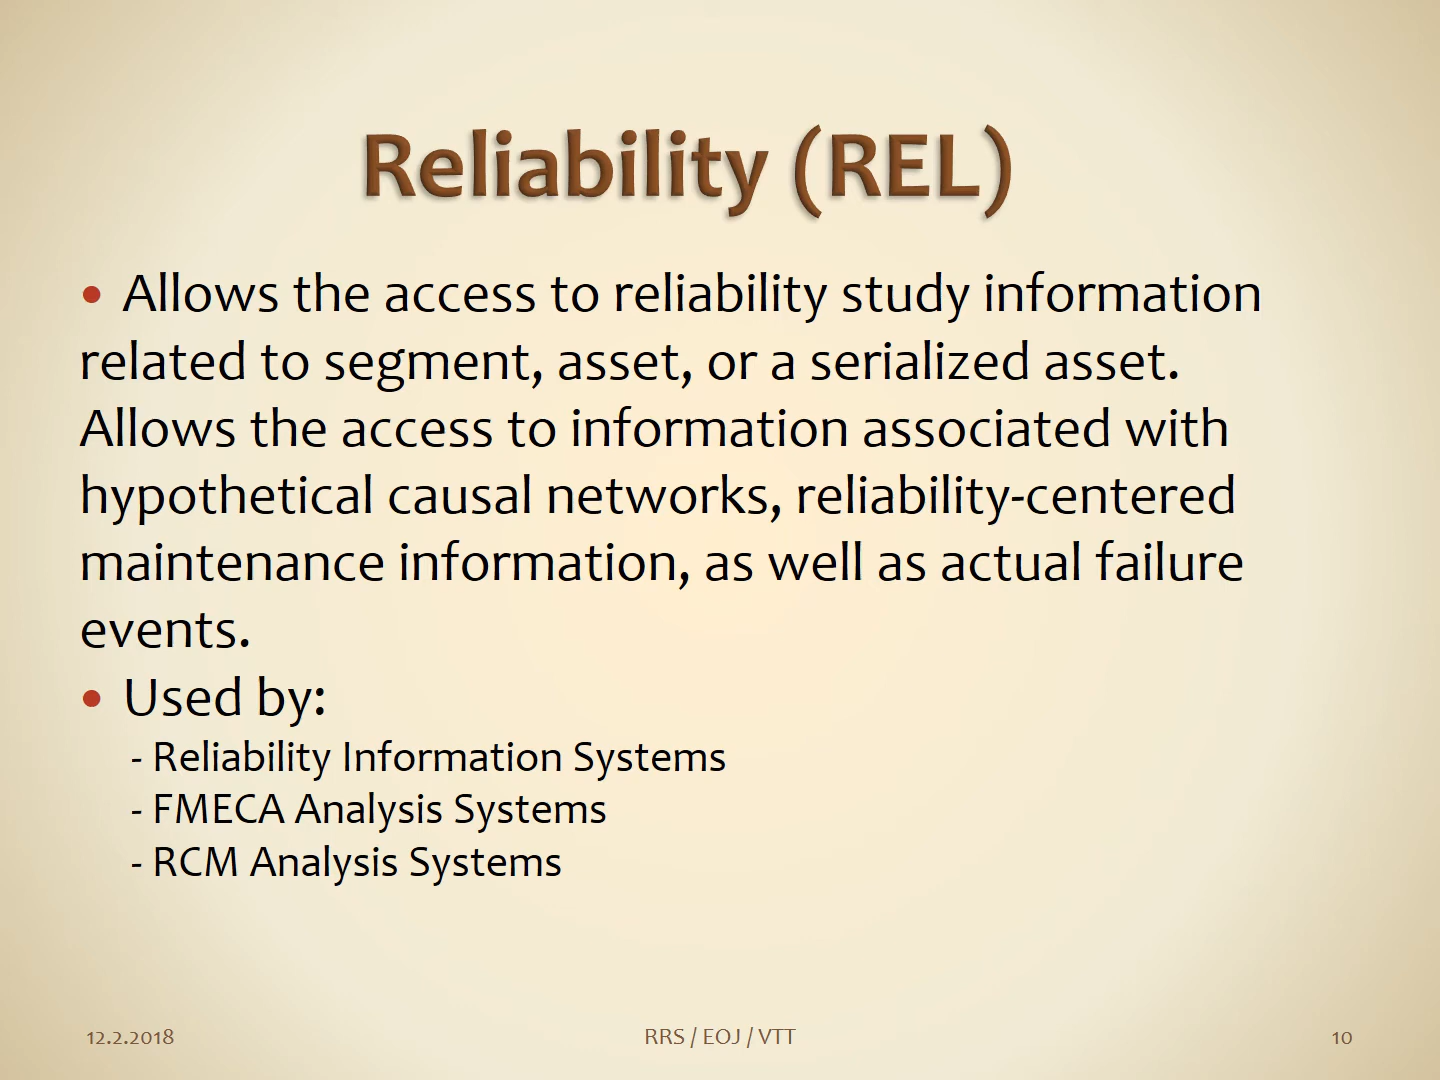 Reliability (REL)
• Allows the access to reliability study information
related to segment, asset, or a serialized asset.
Allows the access to information associated with
hypothetical causal networks, reliability-centered
maintenance information, as well as actual failure
events.
• Used by:
- Reliability Information Systems
- FMECA Analysis Systems
- RCM Analysis Systems
12.2.2018
RRS / EOJ / VTT
10